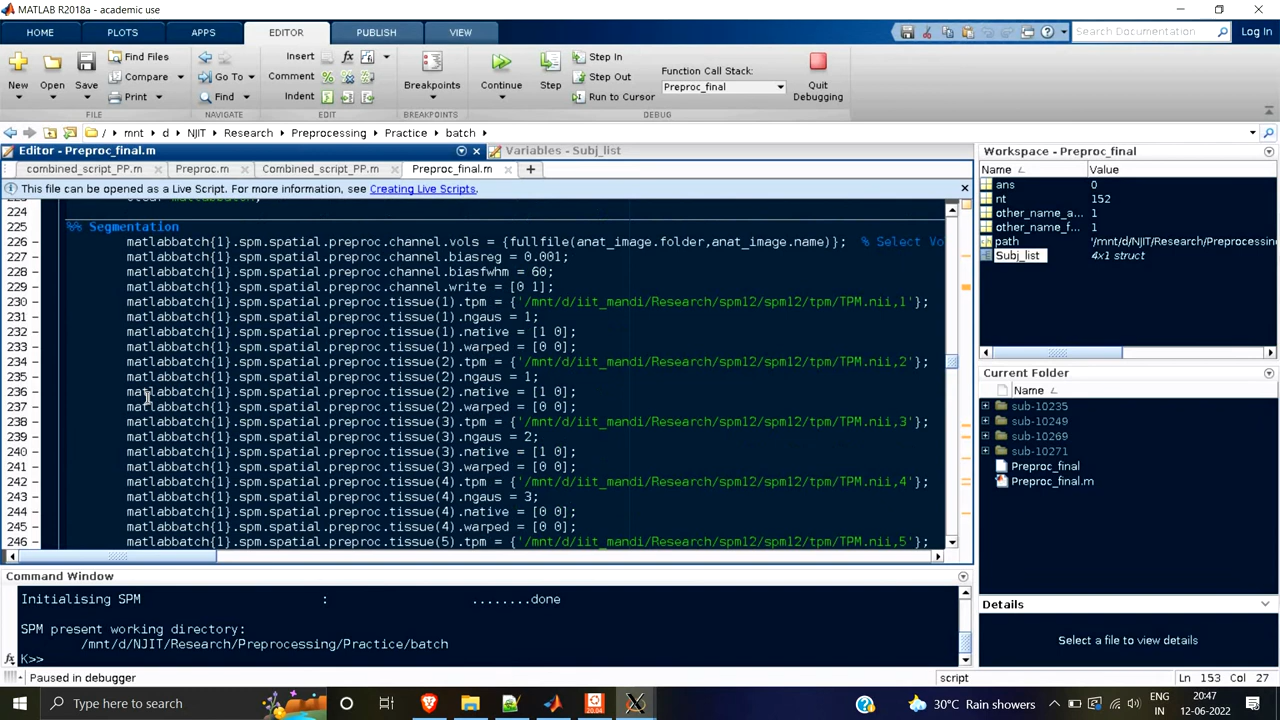 MATLAB R2018a - academic use
HOME PLOTS APPS EDITOR PUBLISH VIEW Search Documentation Log In
New Open Save Find Files Compare Print
Go To Find
Insert Comment Indent
Breakpoints
Continue Step Step In Step Out Run to Cursor
Function Call Stack:
Preproc_final
Quit Debugging
FILE NAVIGATE EDIT BREAKPOINTS DEBUG
/ mnt d NJIT Research Preprocessing Practice batch
Editor - Preproc_final.m Variables - Subj_list
combined_script_PP.m Preproc.m Combined_script_PP.m Preproc_final.m
This file can be opened as a Live Script. For more information, see Creating Live Scripts.
224
225 %% Segmentation
226 matlabbatch{1}.spm.spatial.preproc.channel.vols = {fullfile(anat_image.folder,anat_image.name)}; % Select Vo
227 matlabbatch{1}.spm.spatial.preproc.channel.biasreg = 0.001;
228 matlabbatch{1}.spm.spatial.preproc.channel.biasfwhm = 60;
229 matlabbatch{1}.spm.spatial.preproc.channel.write = [0 1];
230 matlabbatch{1}.spm.spatial.preproc.tissue(1).tpm = {'/mnt/d/iit_mandi/Research/spm12/spm12/tpm/TPM.nii,1'};
231 matlabbatch{1}.spm.spatial.preproc.tissue(1).ngaus = 1;
232 matlabbatch{1}.spm.spatial.preproc.tissue(1).native = [1 0];
233 matlabbatch{1}.spm.spatial.preproc.tissue(1).warped = [0 0];
234 matlabbatch{1}.spm.spatial.preproc.tissue(2).tpm = {'/mnt/d/iit_mandi/Research/spm12/spm12/tpm/TPM.nii,2'};
235 matlabbatch{1}.spm.spatial.preproc.tissue(2).ngaus = 1;
236 matlabbatch{1}.spm.spatial.preproc.tissue(2).native = [1 0];
237 matlabbatch{1}.spm.spatial.preproc.tissue(2).warped = [0 0];
238 matlabbatch{1}.spm.spatial.preproc.tissue(3).tpm = {'/mnt/d/iit_mandi/Research/spm12/spm12/tpm/TPM.nii,3'};
239 matlabbatch{1}.spm.spatial.preproc.tissue(3).ngaus = 2;
240 matlabbatch{1}.spm.spatial.preproc.tissue(3).native = [1 0];
241 matlabbatch{1}.spm.spatial.preproc.tissue(3).warped = [0 0];
242 matlabbatch{1}.spm.spatial.preproc.tissue(4).tpm = {'/mnt/d/iit_mandi/Research/spm12/spm12/tpm/TPM.nii,4'};
243 matlabbatch{1}.spm.spatial.preproc.tissue(4).ngaus = 3;
244 matlabbatch{1}.spm.spatial.preproc.tissue(4).native = [0 0];
245 matlabbatch{1}.spm.spatial.preproc.tissue(4).warped = [0 0];
246 matlabbatch{1}.spm.spatial.preproc.tissue(5).tpm = {'/mnt/d/iit_mandi/Research/spm12/spm12/tpm/TPM.nii,5'};
Command Window
Initialising SPM : ........done
SPM present working directory:
/mnt/d/NJIT/Research/Preprocessing/Practice/batch
K>>
Workspace - Preproc_final
Name Value
ans 0
nt 152
other_name_a... 1
other_name_f... 1
path '/mnt/d/NJIT/Research/Preprocessing
Subj_list 4x1 struct
Current Folder
Name
sub-10235
sub-10249
sub-10269
sub-10271
Preproc_final
Preproc_final.m
Details
Select a file to view details
Paused in debugger script Ln 153 Col 27
Type here to search 20.04 30°C Rain showers ENG IN 20:47 12-06-2022